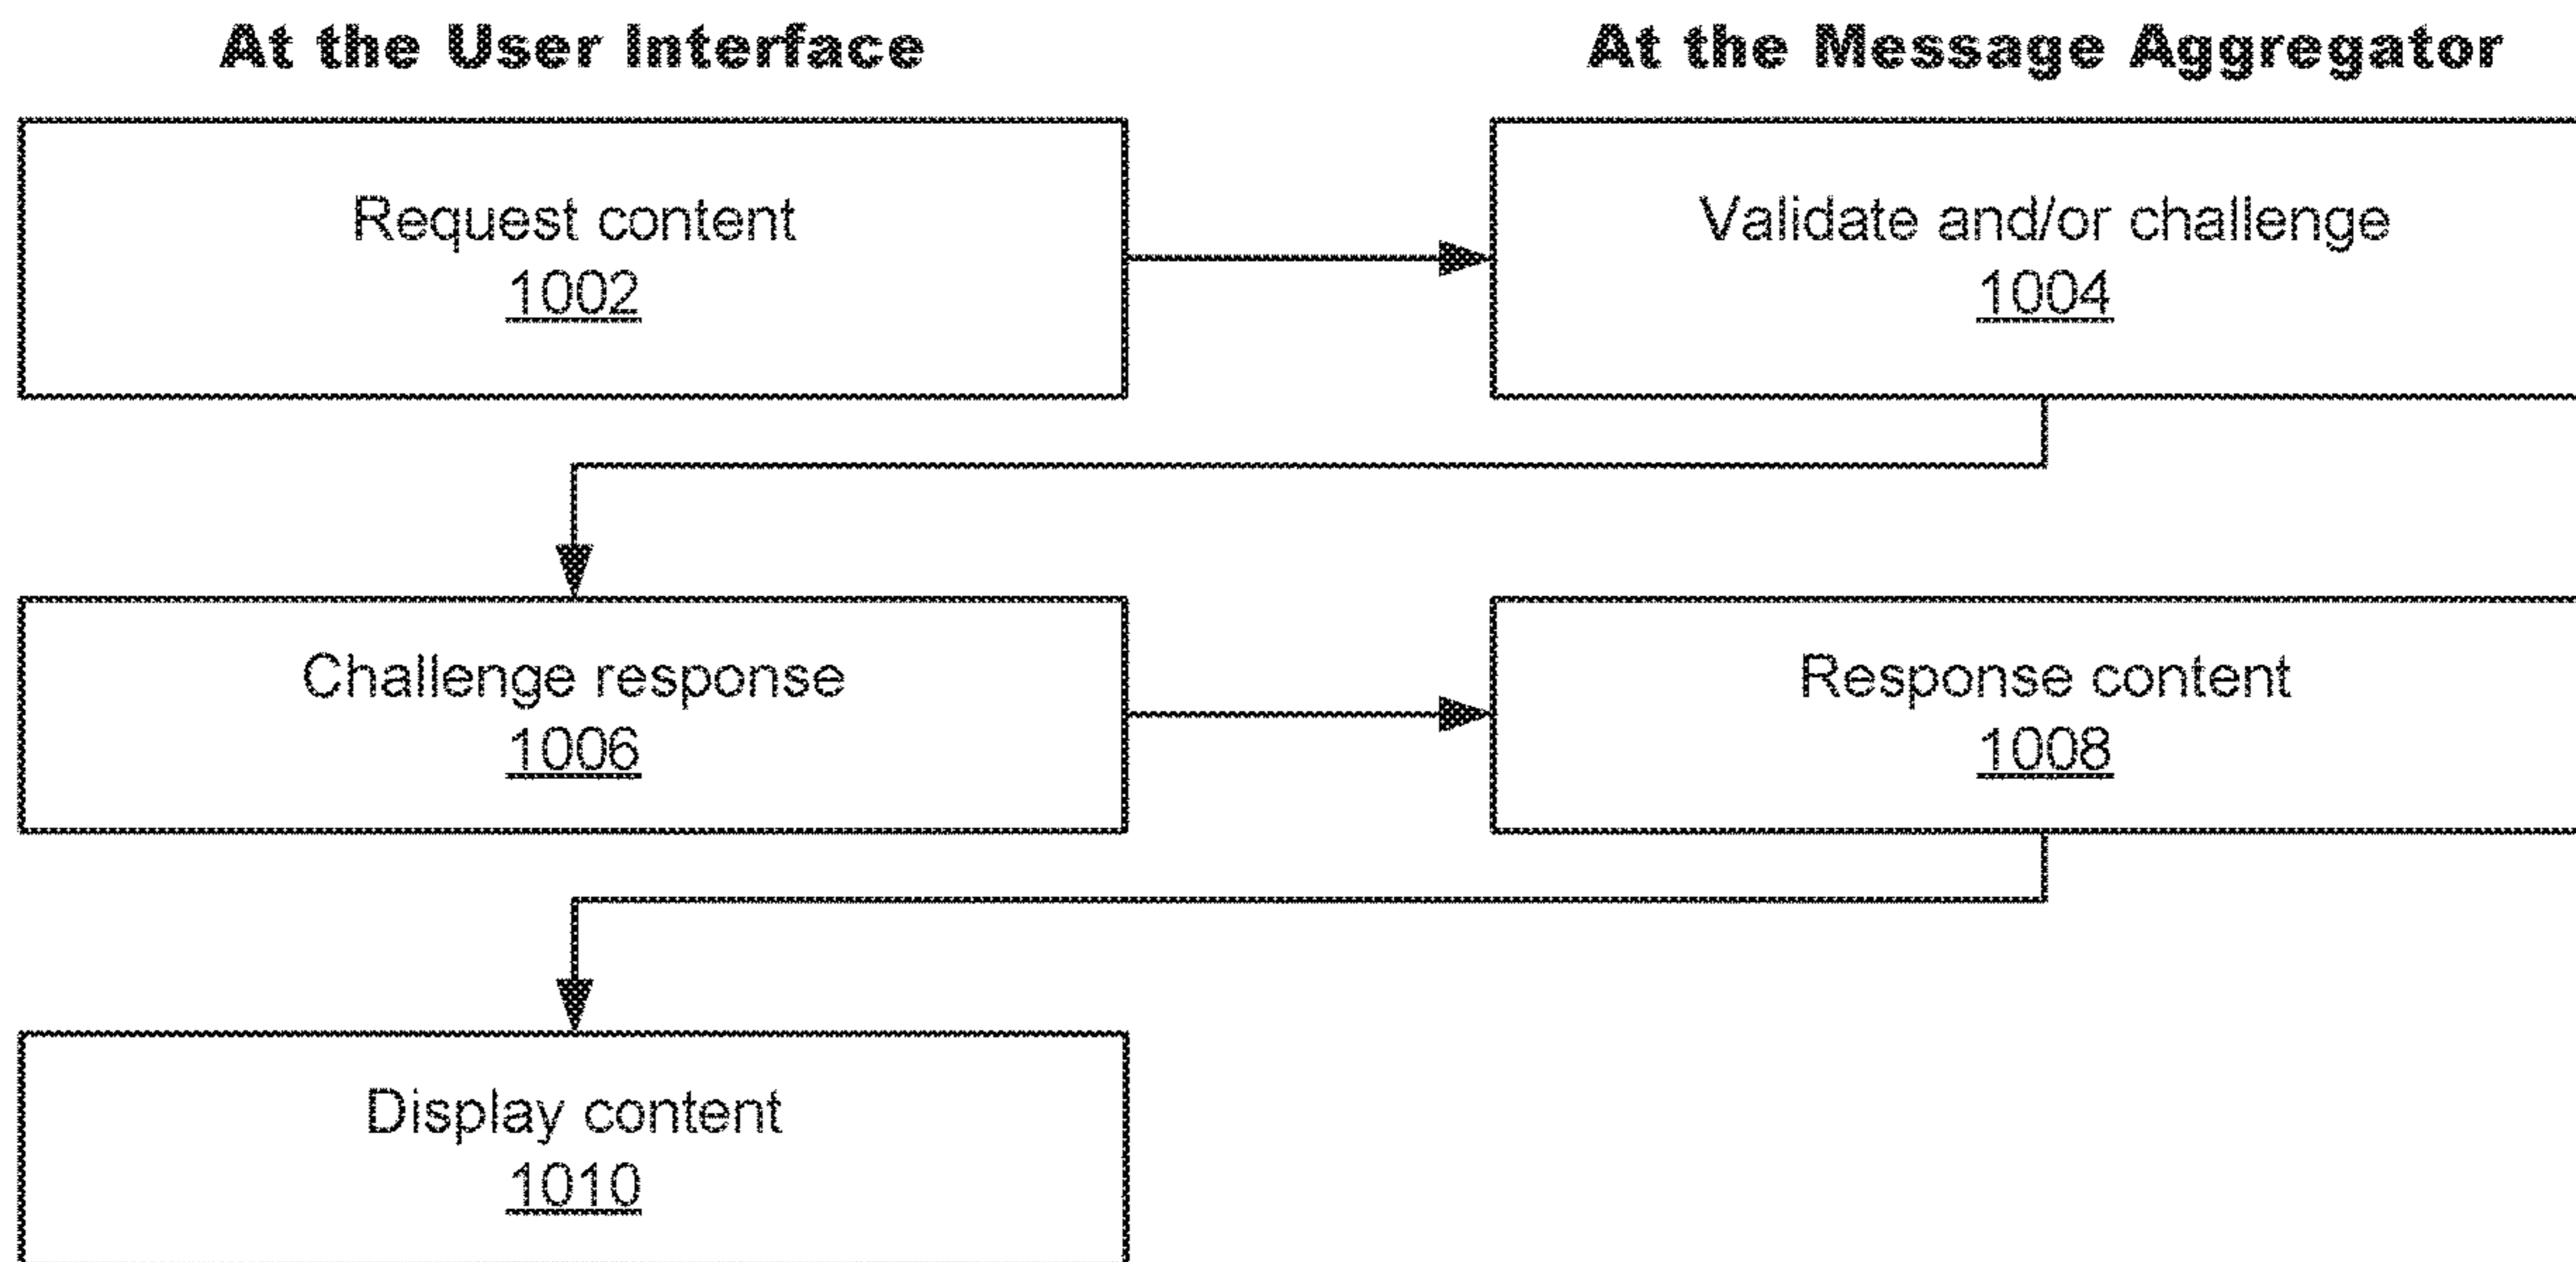 At the User Interface
At the Message Aggregator
Request content
1002
Validate and/or challenge
1004
Challenge response
1006
Response content
1008
Display content
1010